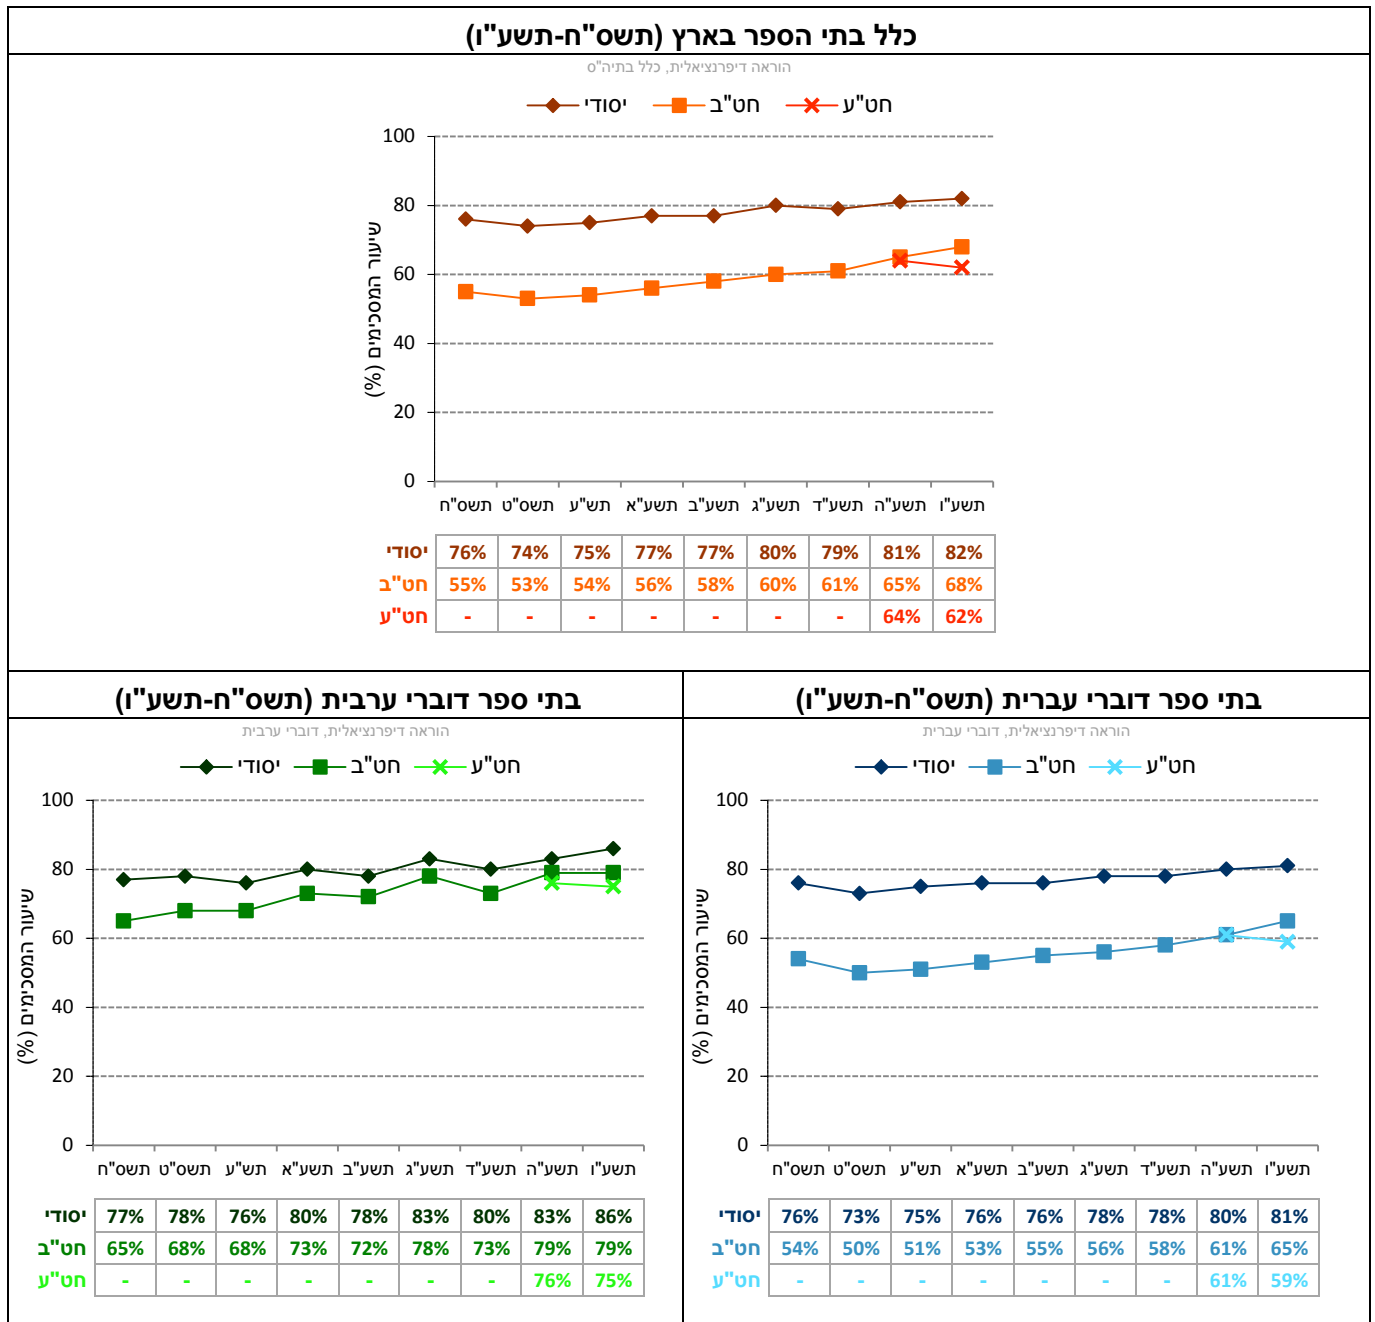 כלל בתי הספר בארץ (תשס"ח-תשע"ו)
הוראה דיפרנציאלית, כלל בתיה"ס
יסודי חט"ב חט"ע
שיעור המסכימים (%)
100
80
60
40
20
0
תשס"ח תשס"ט תש"ע תשע"א תשע"ב תשע"ג תשע"ד תשע"ה תשע"ו
יסודי 76% 74% 75% 77% 77% 80% 79% 81% 82%
חט"ב 55% 53% 54% 56% 58% 60% 61% 65% 68%
חט"ע - - - - - - - 64% 62%
בתי ספר דוברי עברית (תשס"ח-תשע"ו)
הוראה דיפרנציאלית, דוברי עברית
יסודי חט"ב חט"ע
שיעור המסכימים (%)
100
80
60
40
20
0
תשס"ח תשס"ט תש"ע תשע"א תשע"ב תשע"ג תשע"ד תשע"ה תשע"ו
יסודי 76% 73% 75% 76% 76% 78% 78% 80% 81%
חט"ב 54% 50% 51% 53% 55% 56% 58% 61% 65%
חט"ע - - - - - - - 61% 59%
בתי ספר דוברי ערבית (תשס"ח-תשע"ו)
הוראה דיפרנציאלית, דוברי ערבית
יסודי חט"ב חט"ע
שיעור המסכימים (%)
100
80
60
40
20
0
תשס"ח תשס"ט תש"ע תשע"א תשע"ב תשע"ג תשע"ד תשע"ה תשע"ו
יסודי 77% 78% 76% 80% 78% 83% 80% 83% 86%
חט"ב 65% 68% 68% 73% 72% 78% 73% 79% 79%
חט"ע - - - - - - - 76% 75%